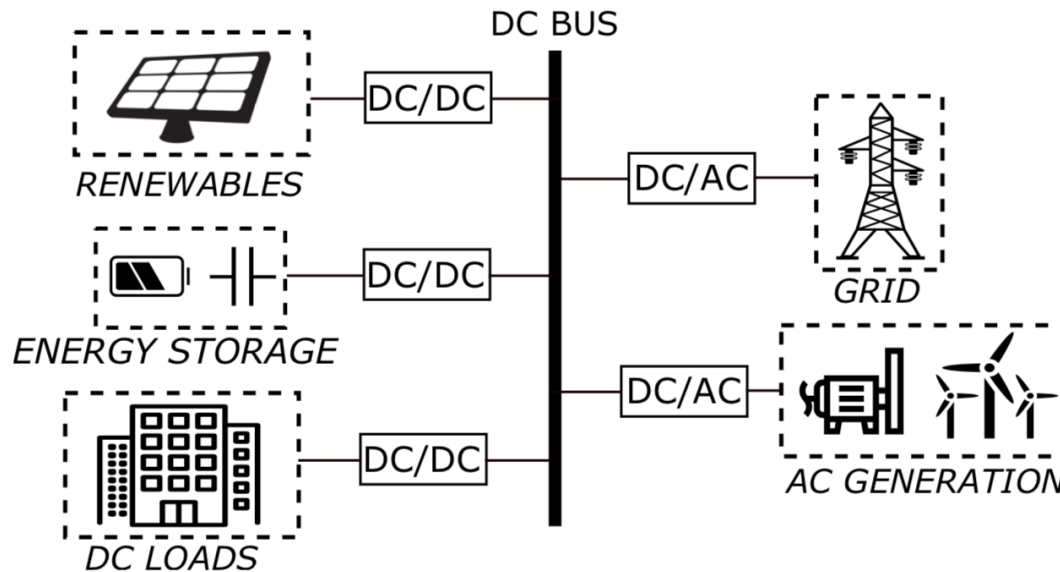 DC BUS
DC/DC
RENEWABLES
DC/AC
GRID
DC/DC
ENERGY STORAGE
DC/AC
AC GENERATION
DC/DC
DC LOADS